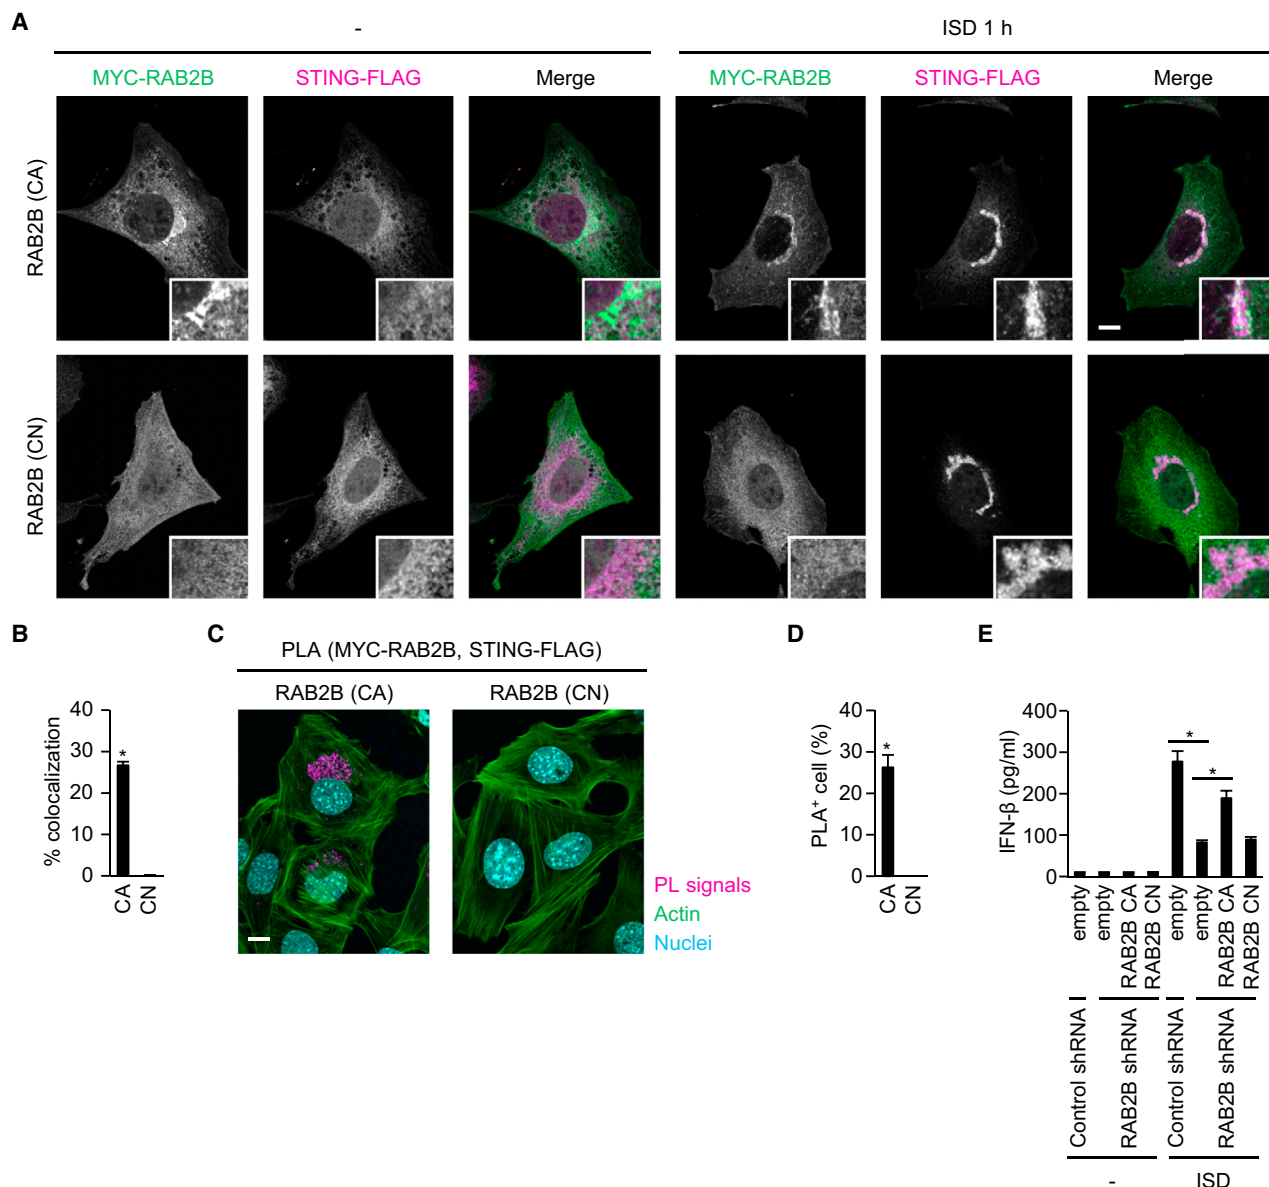 A
-
ISD 1 h
MYC-RAB2B
STING-FLAG
Merge
MYC-RAB2B
STING-FLAG
Merge
RAB2B (CA)
RAB2B (CN)
B
% colocalization
40
30
20
10
0
*
CA
CN
C
PLA (MYC-RAB2B, STING-FLAG)
RAB2B (CA)
RAB2B (CN)
PL signals
Actin
Nuclei
D
PLA⁺ cell (%)
40
30
20
10
0
*
CA
CN
E
IFN-β (pg/ml)
400
300
200
100
0
*
*
empty
empty
RAB2B CA
RAB2B CN
empty
empty
RAB2B CA
RAB2B CN
Control shRNA
RAB2B shRNA
Control shRNA
RAB2B shRNA
-
ISD